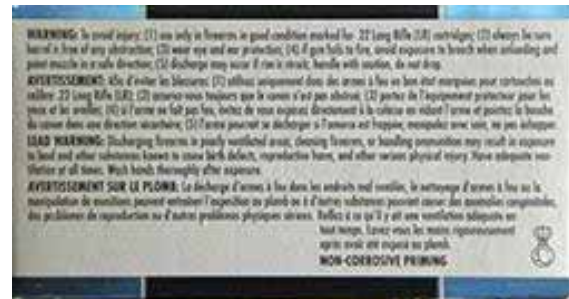 WARNING: To avoid injury: (1) use only in firearms in good condition marked for .22 Long Rifle (LR) cartridges; (2) always be sure
barrel is free of any obstruction; (3) wear eye and ear protection; (4) if gun fails to fire, avoid exposure to breech when unloading and
point muzzle in a safe direction; (5) discharge may occur if rim is struck; handle with caution, do not drop.
AVERTISSEMENT: Afin d'éviter les blessures: (1) utilisez uniquement dans des armes à feu en bon état marquées pour cartouches au
calibre .22 Long Rifle (LR); (2) assurez-vous toujours que le canon n'est pas obstrué; (3) portez de l'équipement protecteur pour les
yeux et les oreilles; (4) si l'arme ne fait pas feu, évitez de vous exposer directement à la culasse en vidant l'arme et pointez la bouche
du canon dans une direction sécuritaire; (5) l'arme pourrait se décharger si l'amorce est frappée; manipulez avec soin, ne pas échapper.
LEAD WARNING: Discharging firearms in poorly ventilated areas, cleaning firearms, or handling ammunition may result in exposure
to lead and other substances known to cause birth defects, reproductive harm, and other serious physical injury. Have adequate ven-
tilation at all times. Wash hands thoroughly after exposure.
AVERTISSEMENT SUR LE PLOMB: La décharge d'armes à feu dans les endroits mal ventilés, le nettoyage d'armes à feu ou la
manipulation de munitions peuvent entraîner l'exposition au plomb ou à d'autres substances pouvant causer des anomalies congénitales,
des problèmes de reproduction ou d'autres problèmes physiques sérieux. Veillez à ce qu'il y ait une ventilation adéquate en
tout temps. Lavez vous les mains rigoureusement
après avoir été exposé au plomb.
NON-CORROSIVE PRIMING